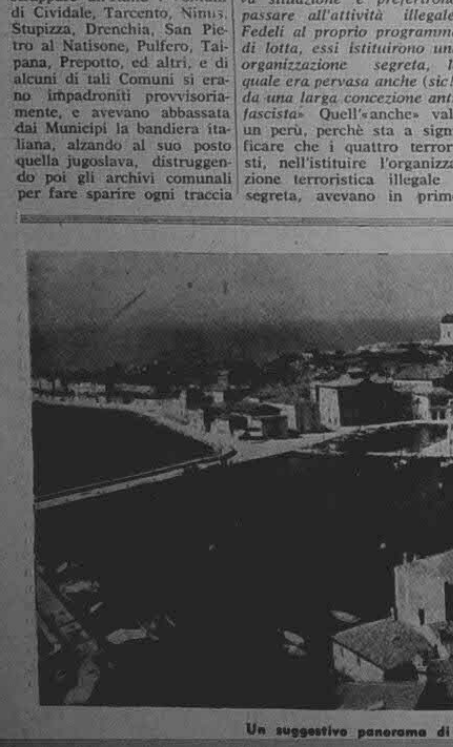 di Cividale, Tarcento, Nimis,
Stupizza, Drenchia, San Pie-
tro al Natisone, Pulfero, Tai-
pana, Prepotto, ed altri, e di
alcuni di tali Comuni si era-
no impadroniti provvisoria-
mente, e avevano abbassata
dai Municipi la bandiera ita-
liana, alzando al suo posto
quella jugoslava, distruggen-
do poi gli archivi comunali
per fare sparire ogni traccia
passare all'attività illegale
Fedeli al proprio programma
di lotta, essi istituirono un
organizzazione segreta, l
quale era pervasa anche (sic!
da una larga concezione anti
fascista» Quell'«anche» val
un perù, perchè sta a signi
ficare che i quattro terror
sti, nell'istituire l'organizza
zione terroristica illegale
segreta, avevano in prim
Un suggestivo panorama di